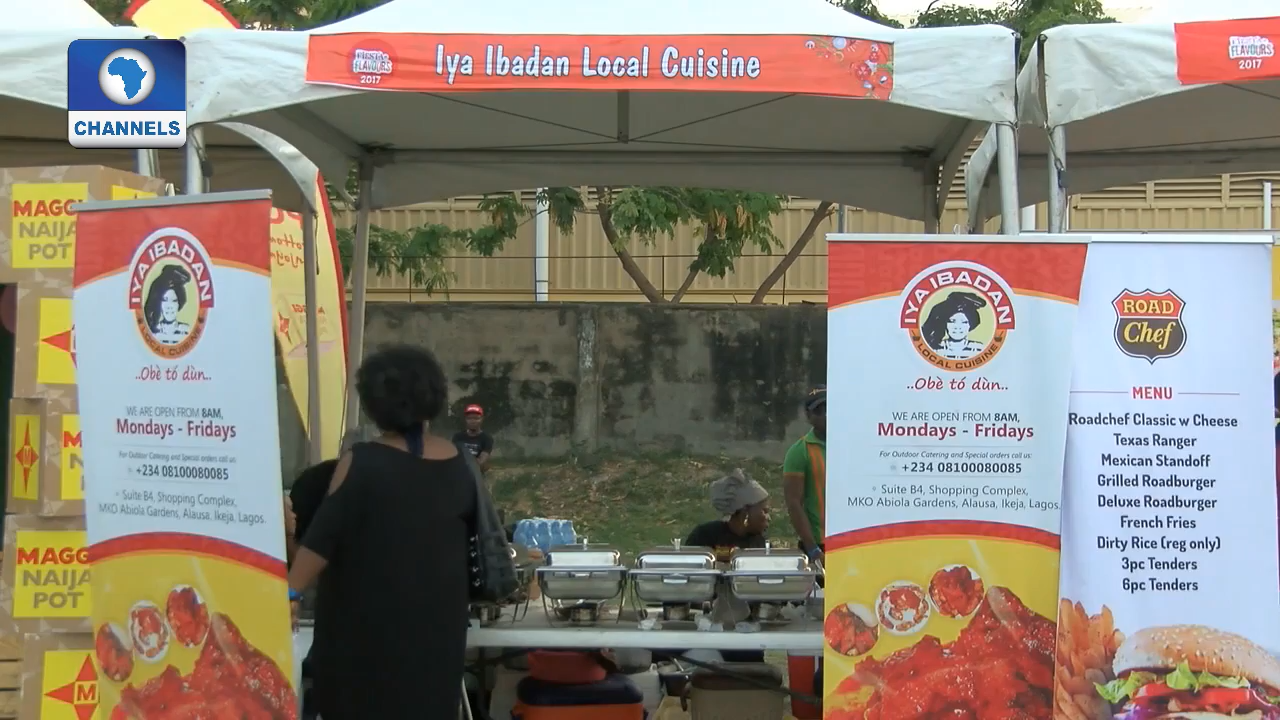 CHANNELS
FIESTA of
FLAVOURS
2017
Iya Ibadan Local Cuisine
FLAVOURS
2017
MAGGI
NAIJA
POT
MAGG
NAIJA
POT
M
IYA IBADAN
LOCAL CUISINE
..Obè tó dùn..
WE ARE OPEN FROM 8AM,
Mondays - Fridays
For Outdoor Catering and Special orders call us:
+234 08100080085
Suite B4, Shopping Complex,
MKO Abiola Gardens, Alausa, Ikeja, Lagos.
IYA IBADAN
LOCAL CUISINE
..Obè tó dùn..
WE ARE OPEN FROM 8AM,
Mondays - Fridays
For Outdoor Catering and Special orders call us:
+234 08100080085
Suite B4, Shopping Complex,
MKO Abiola Gardens, Alausa, Ikeja, Lagos.
ROAD
Chef
MENU
Roadchef Classic w Cheese
Texas Ranger
Mexican Standoff
Grilled Roadburger
Deluxe Roadburger
French Fries
Dirty Rice (reg only)
3pc Tenders
6pc Tenders